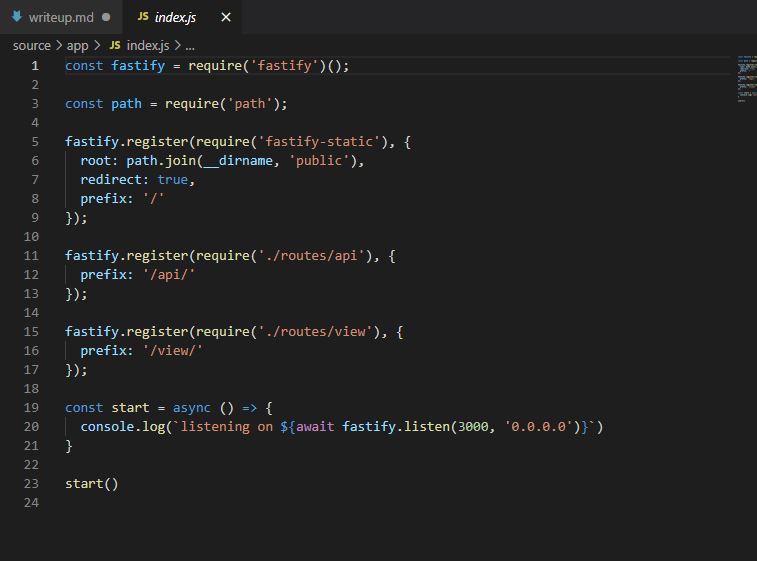 writeup.md ●
JS index.js ×
source > app > JS index.js > ...
1 const fastify = require('fastify')();
2
3 const path = require('path');
4
5 fastify.register(require('fastify-static'), {
6   root: path.join(__dirname, 'public'),
7   redirect: true,
8   prefix: '/'
9 });
10
11 fastify.register(require('./routes/api'), {
12   prefix: '/api/'
13 });
14
15 fastify.register(require('./routes/view'), {
16   prefix: '/view/'
17 });
18
19 const start = async () => {
20   console.log(`listening on ${await fastify.listen(3000, '0.0.0.0')}`)
21 }
22
23 start()
24